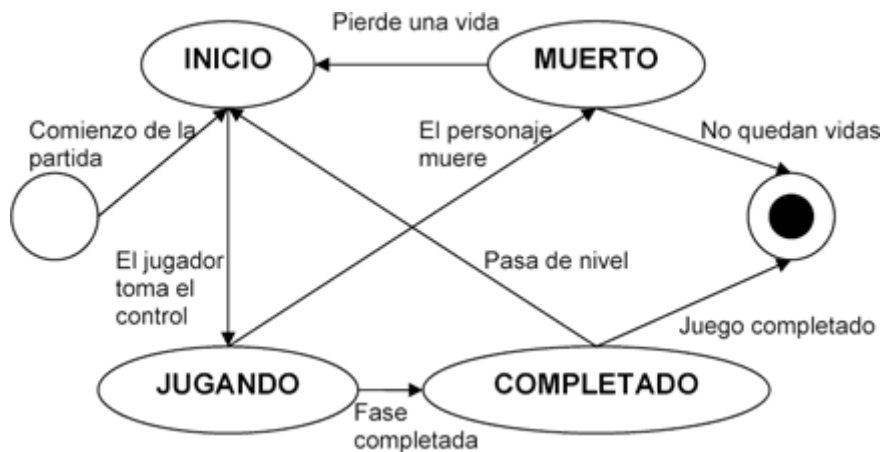 Pierde una vida
INICIO
MUERTO
Comienzo de la
partida
El personaje
muere
No quedan vidas
El jugador
toma el
control
Pasa de nivel
Juego completado
JUGANDO
COMPLETADO
Fase
completada